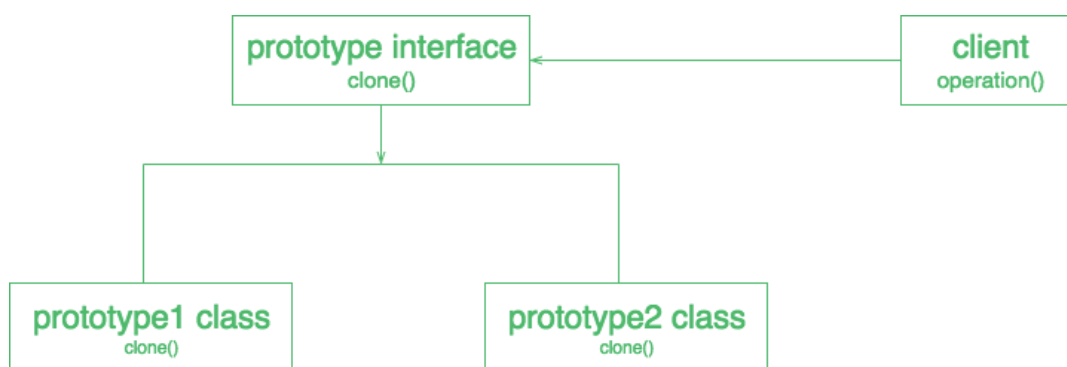 prototype interface
clone()
client
operation()
prototype1 class
clone()
prototype2 class
clone()